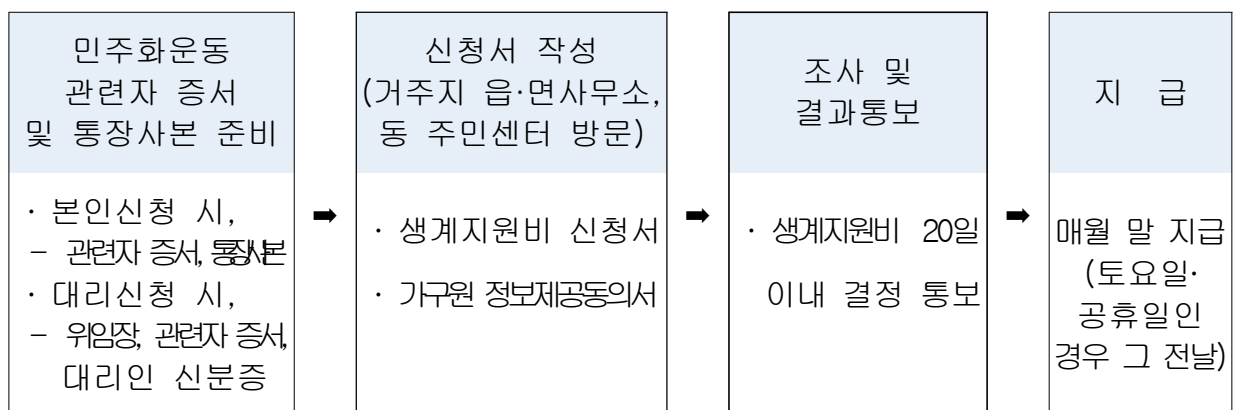 민주화운동
관련자 증서
및 통장사본 준비
· 본인신청 시,
- 관련자 증서, 통장사본
· 대리신청 시,
- 위임장, 관련자 증서,
대리인 신분증
➡
신청서 작성
(거주지 읍·면사무소,
동 주민센터 방문)
· 생계지원비 신청서
· 가구원 정보제공동의서
➡
조사 및
결과통보
· 생계지원비 20일
이내 결정 통보
➡
지 급
매월 말 지급
(토요일·
공휴일인
경우 그 전날)